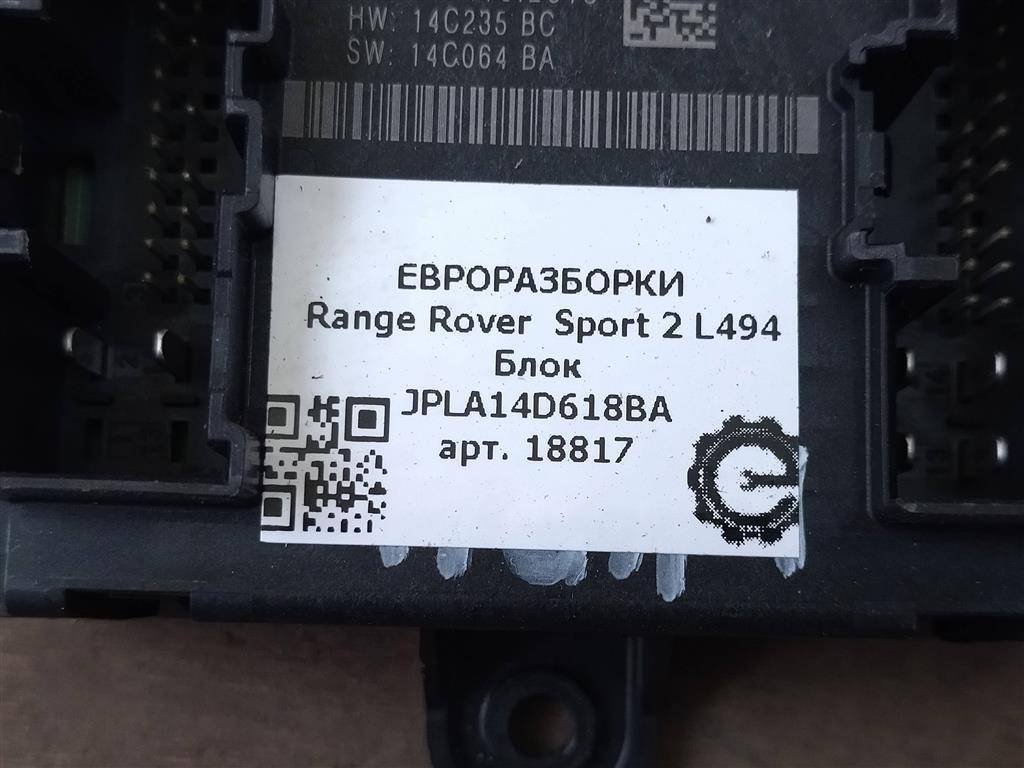 HW: 14C235 BC
SW: 14C064 BA
ЕВРОРАЗБОРКИ
Range Rover Sport 2 L494
Блок
JPLA14D618BA
арт. 18817